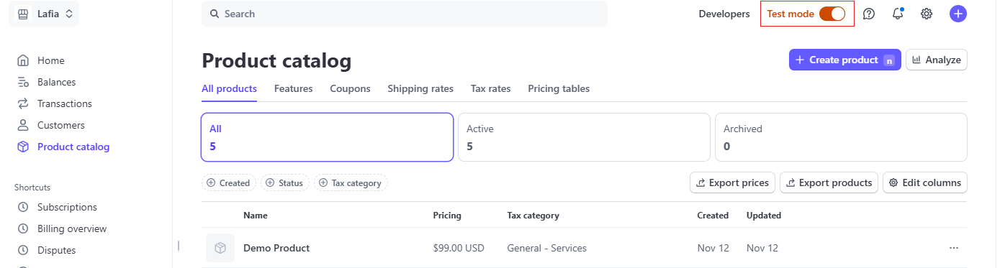 Lafia
Search
Developers
Test mode
Home
Balances
Transactions
Customers
Product catalog
Shortcuts
Subscriptions
Billing overview
Disputes
Product catalog
Create product n
Analyze
All products Features Coupons Shipping rates Tax rates Pricing tables
All
5
Active
5
Archived
0
Created Status Tax category
Export prices Export products Edit columns
Name Pricing Tax category Created Updated
Demo Product $99.00 USD General - Services Nov 12 Nov 12